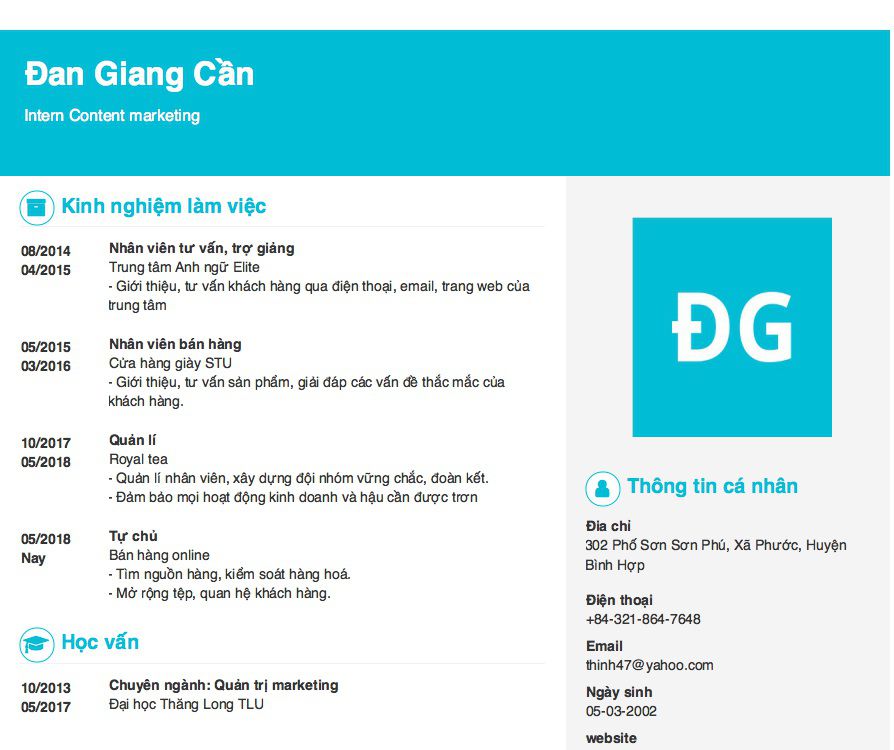 Đan Giang Cần
Intern Content marketing
Kinh nghiệm làm việc
08/2014
04/2015
Nhân viên tư vấn, trợ giảng
Trung tâm Anh ngữ Elite
- Giới thiệu, tư vấn khách hàng qua điện thoại, email, trang web của
trung tâm
05/2015
03/2016
Nhân viên bán hàng
Cửa hàng giày STU
- Giới thiệu, tư vấn sản phẩm, giải đáp các vấn đề thắc mắc của
khách hàng.
10/2017
05/2018
Quản lí
Royal tea
- Quản lí nhân viên, xây dựng đội nhóm vững chắc, đoàn kết.
- Đảm bảo mọi hoạt động kinh doanh và hậu cần được trơn
05/2018
Nay
Tự chủ
Bán hàng online
- Tìm nguồn hàng, kiểm soát hàng hoá.
- Mở rộng tệp, quan hệ khách hàng.
Học vấn
10/2013
05/2017
Chuyên ngành: Quản trị marketing
Đại học Thăng Long TLU
ĐG
Thông tin cá nhân
Địa chỉ
302 Phố Sơn Sơn Phú, Xã Phước, Huyện
Bình Hợp
Điện thoại
+84-321-864-7648
Email
thinh47@yahoo.com
Ngày sinh
05-03-2002
website